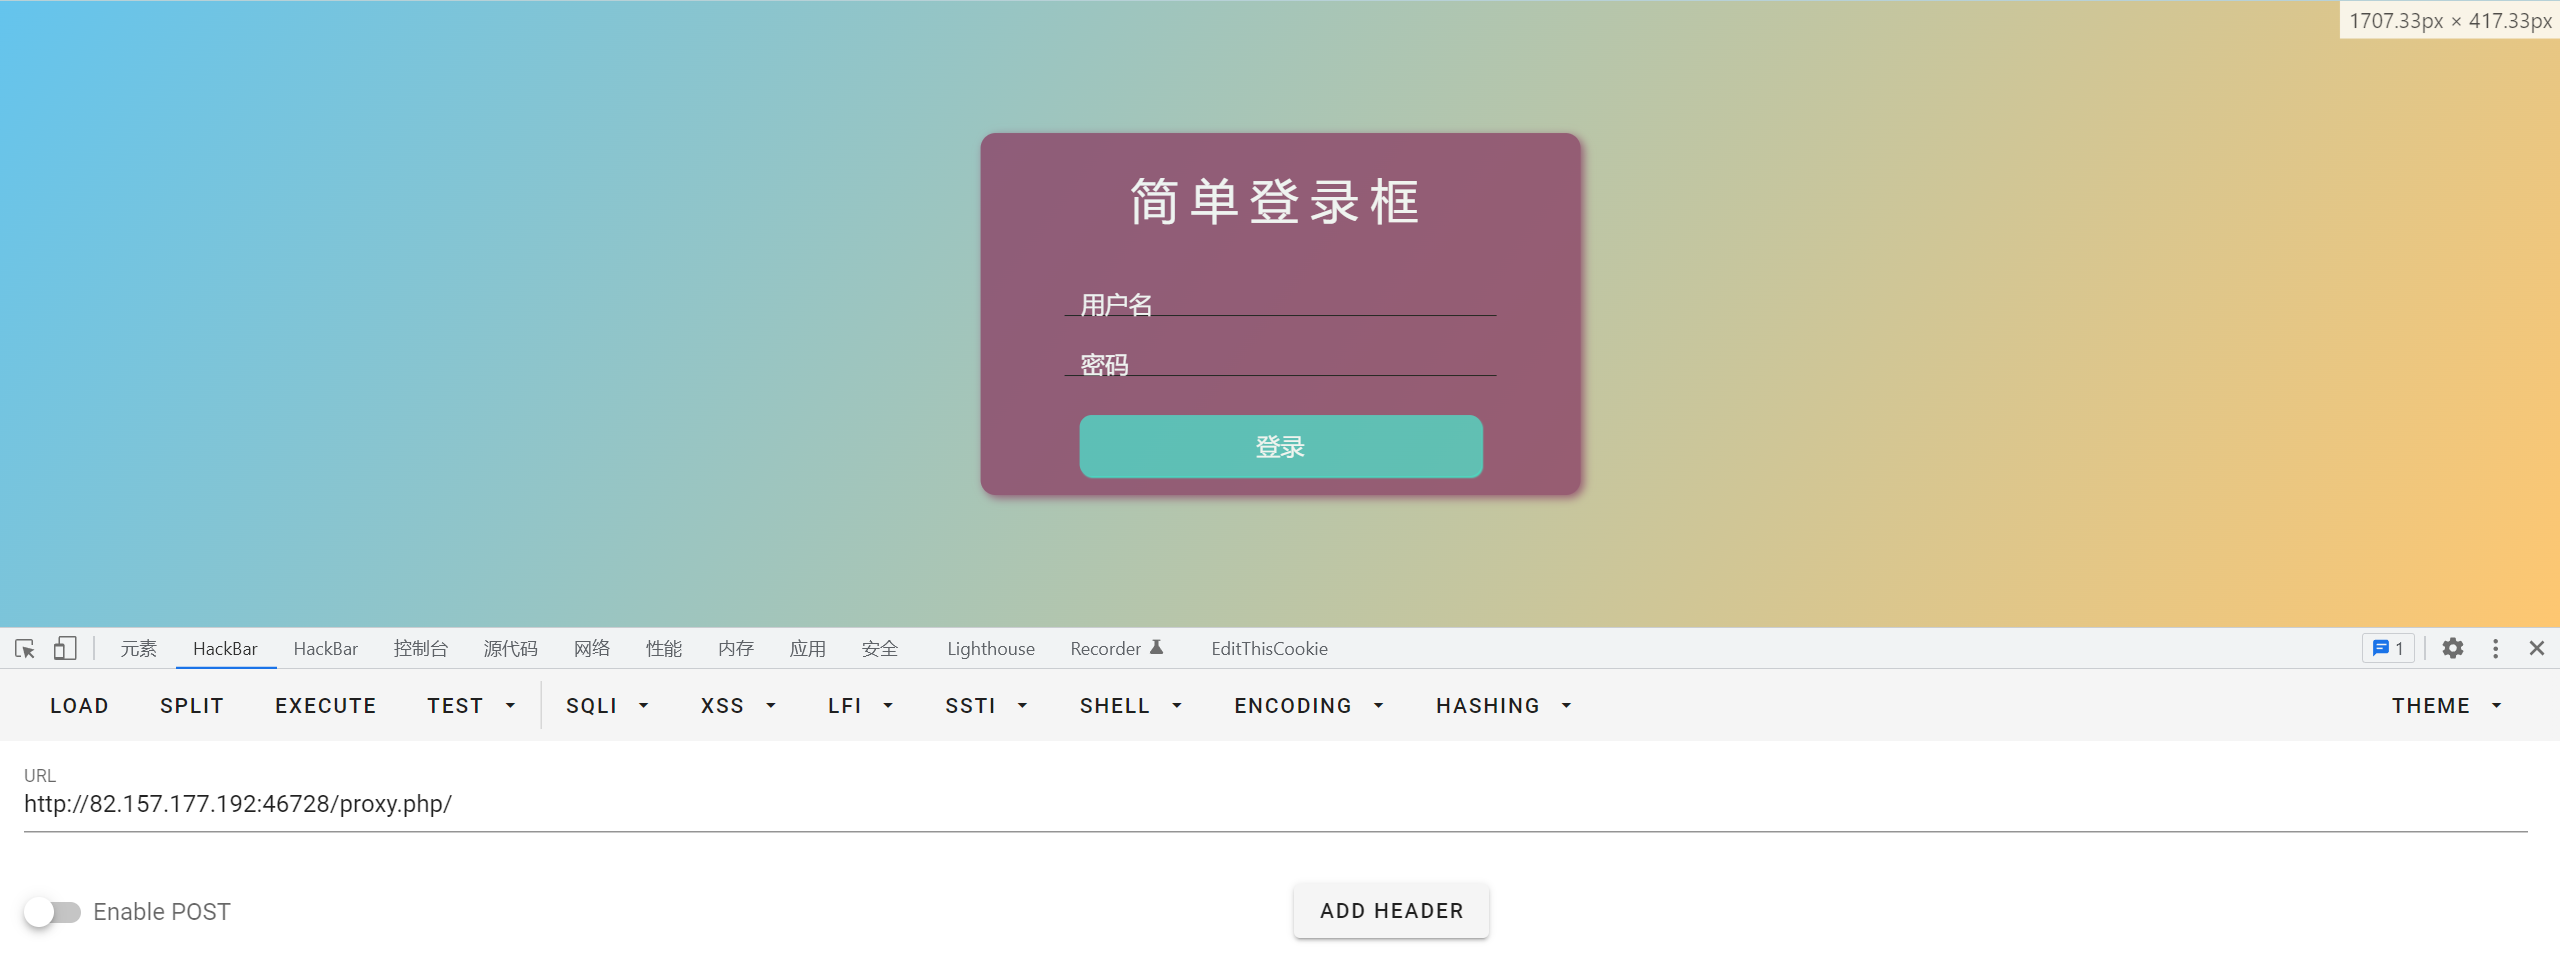 1707.33px × 417.33px
简单登录框
用户名
密码
登录
元素 HackBar HackBar 控制台 源代码 网络 性能 内存 应用 安全 Lighthouse Recorder EditThisCookie 1
LOAD SPLIT EXECUTE TEST SQLI XSS LFI SSTI SHELL ENCODING HASHING THEME
URL
http://82.157.177.192:46728/proxy.php/
Enable POST ADD HEADER